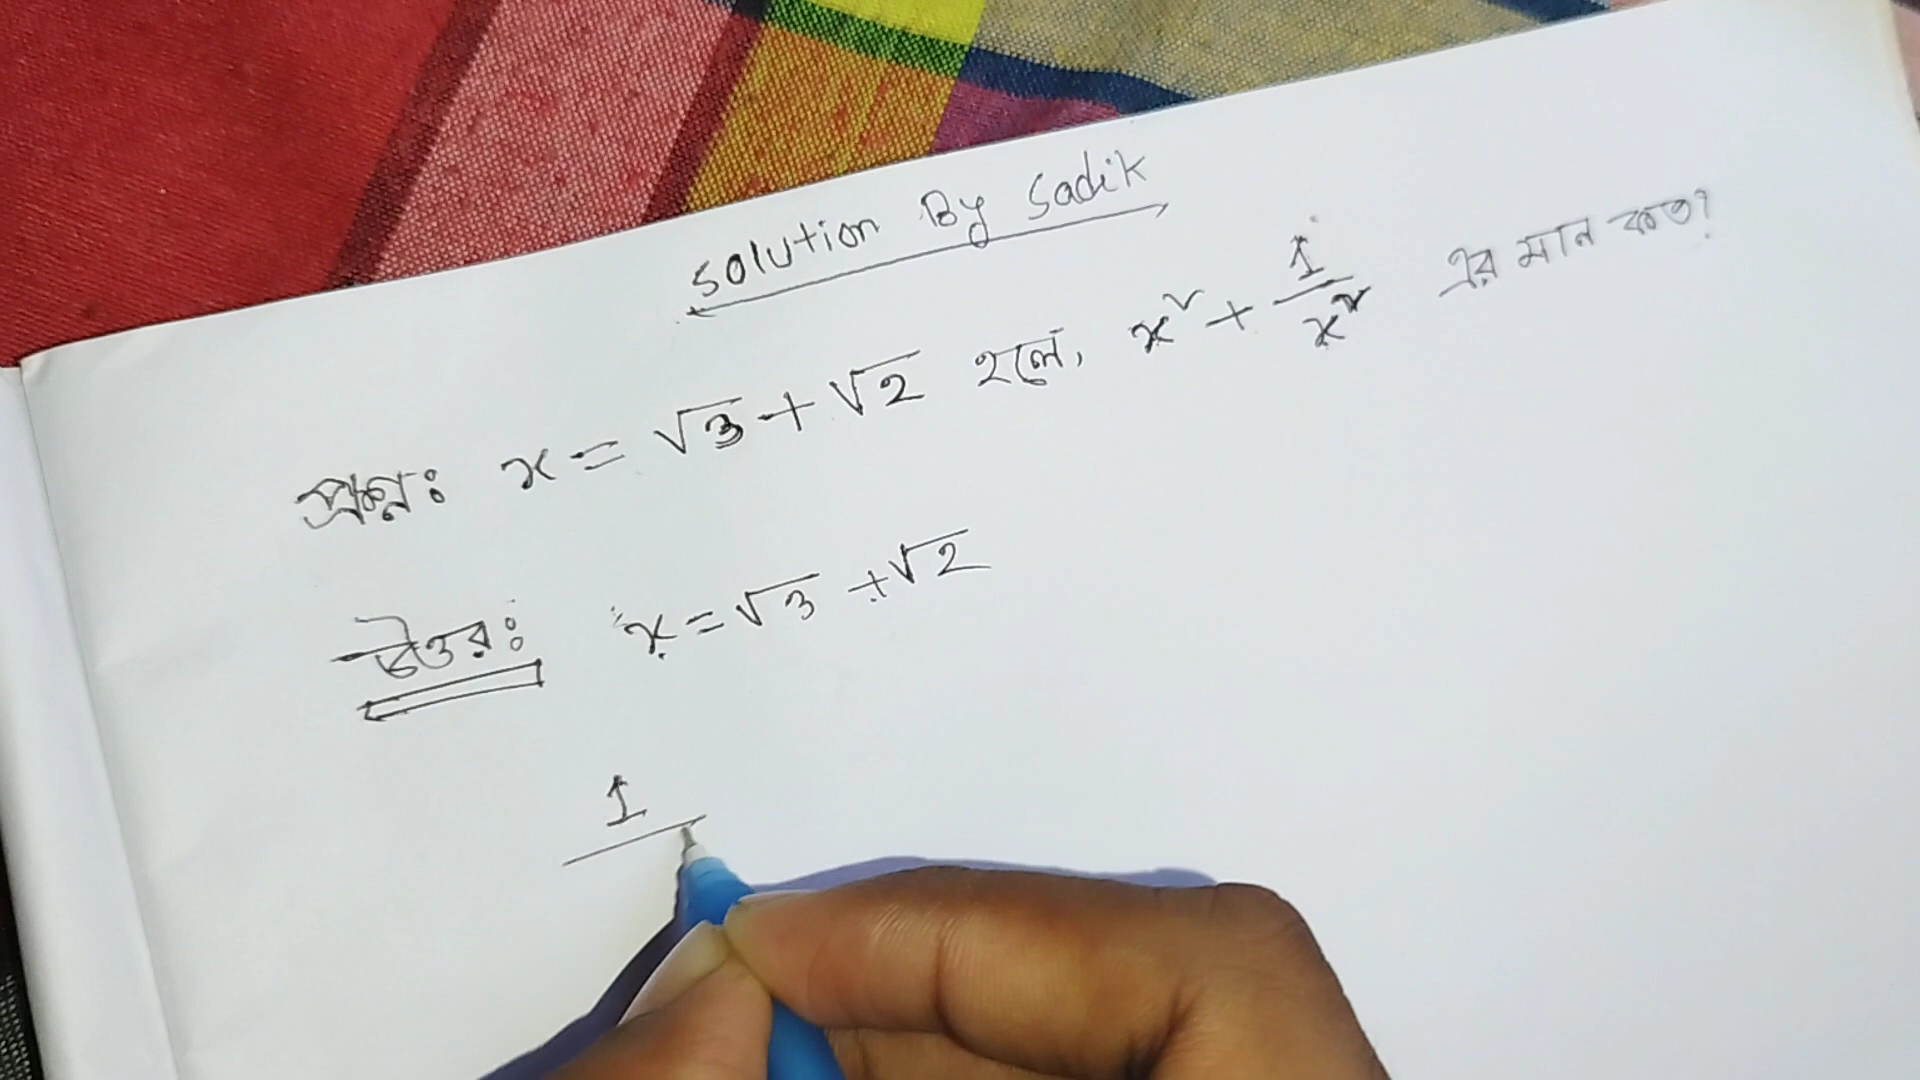 Solution By Sadik
প্রশ্নঃ x = √3 + √2 হলে, x² + 1/x² এর মান কত?
উত্তরঃ x = √3 + √2
1